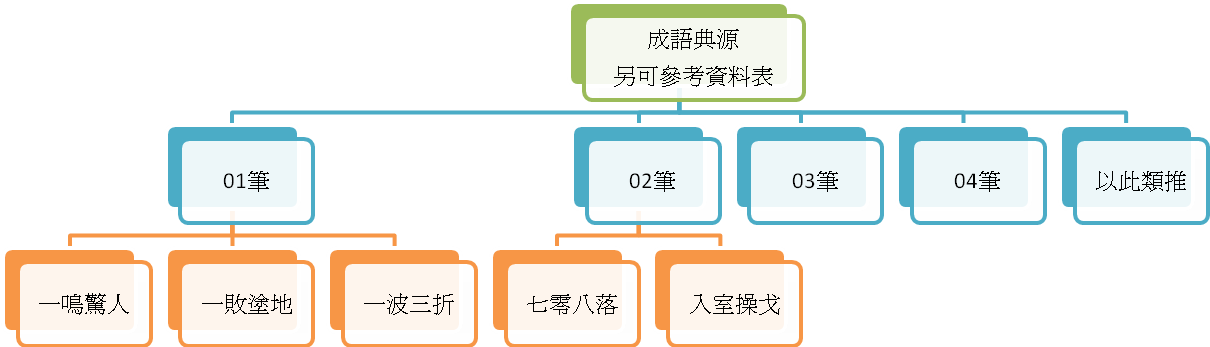 成語典源
另可參考資料表
01筆
02筆
03筆
04筆
以此類推
一鳴驚人
一敗塗地
一波三折
七零八落
入室操戈